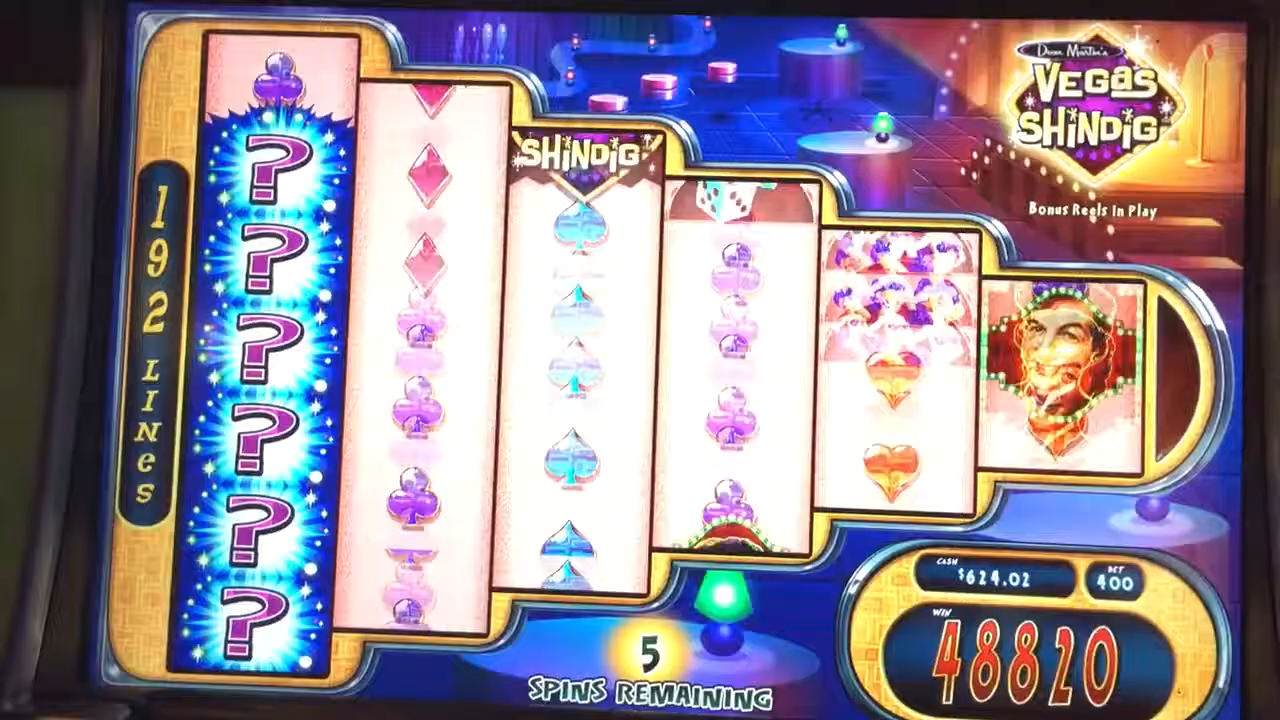 Dean Martin's
VEGAS
SHINDIG
Bonus Reels In Play
SHINDIG
192 LINES
?
?
?
?
?
?
CASH
$624.02
BET
400
WIN
48820
5
SPINS REMAINING